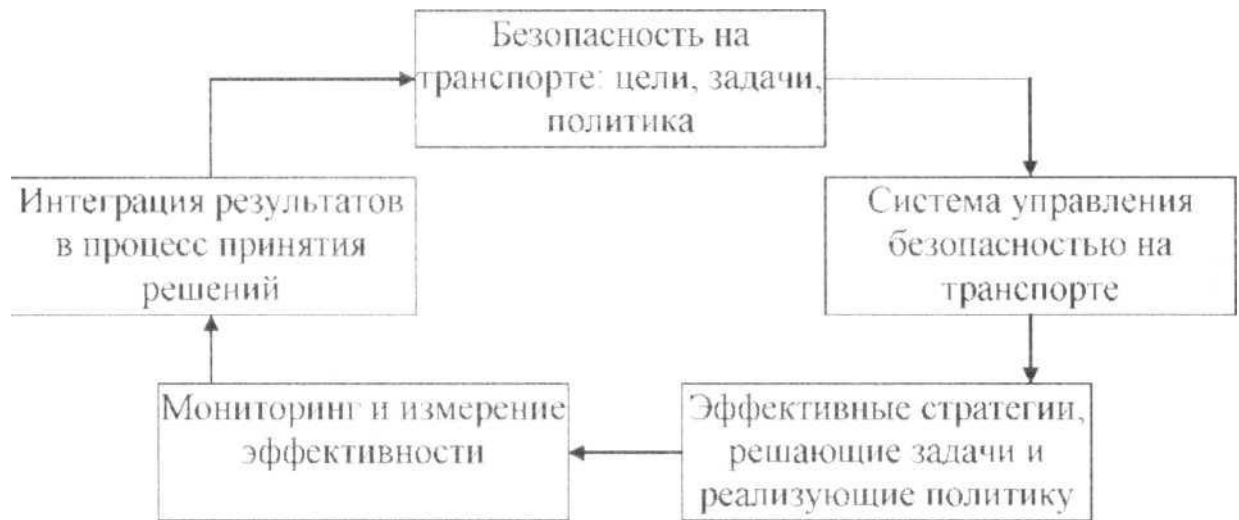 Безопасность на
транспорте: цели, задачи,
политика
Система управления
безопасностью на
транспорте
Эффективные стратегии,
решающие задачи и
реализующие политику
Мониторинг и измерение
эффективности
Интеграция результатов
в процесс принятия
решений